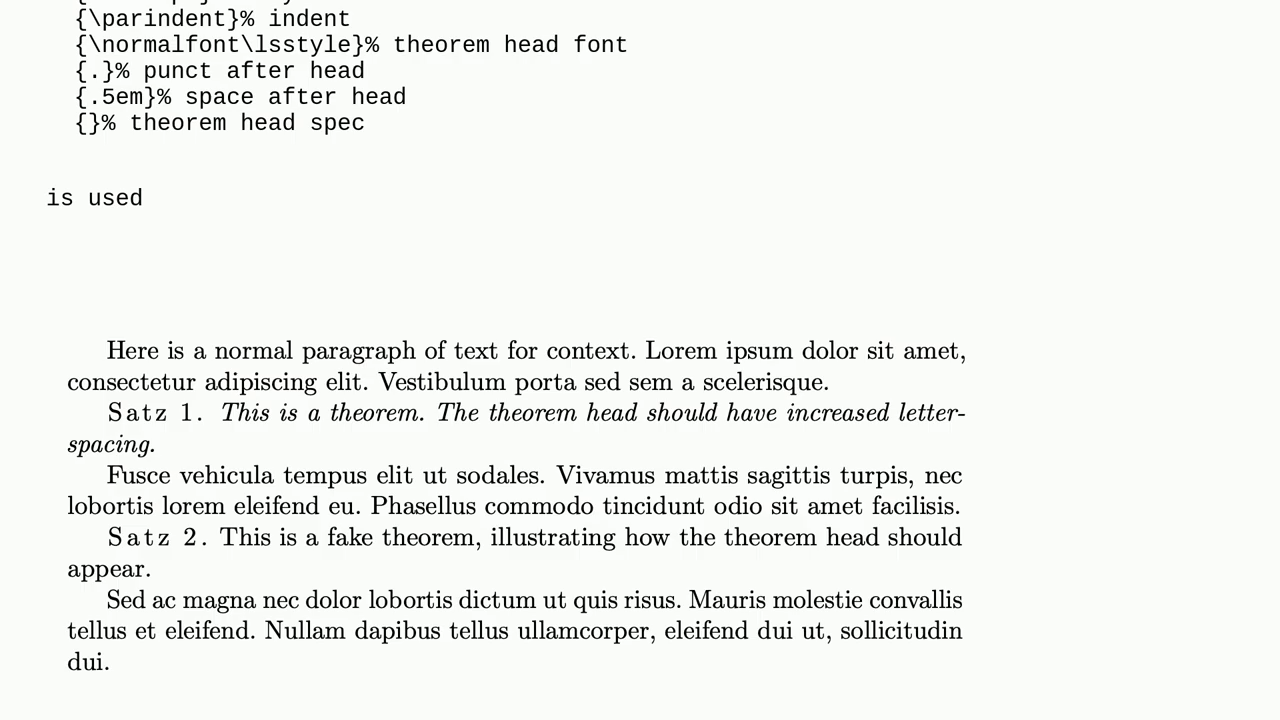 {\parindent}% indent
{\normalfont\lsstyle}% theorem head font
{.}% punct after head
{.5em}% space after head
{}% theorem head spec
is used
Here is a normal paragraph of text for context. Lorem ipsum dolor sit amet,
consectetur adipiscing elit. Vestibulum porta sed sem a scelerisque.
Satz 1. This is a theorem. The theorem head should have increased letter-
spacing.
Fusce vehicula tempus elit ut sodales. Vivamus mattis sagittis turpis, nec
lobortis lorem eleifend eu. Phasellus commodo tincidunt odio sit amet facilisis.
Satz 2. This is a fake theorem, illustrating how the theorem head should
appear.
Sed ac magna nec dolor lobortis dictum ut quis risus. Mauris molestie convallis
tellus et eleifend. Nullam dapibus tellus ullamcorper, eleifend dui ut, sollicitudin
dui.